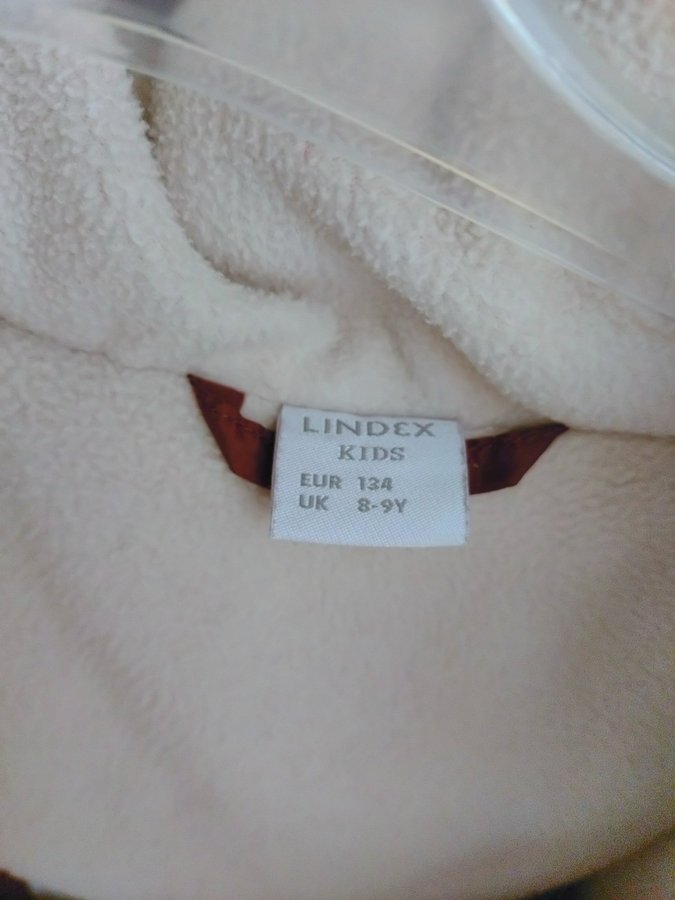 LINDEX
KIDS
EUR 134
UK 8-9Y